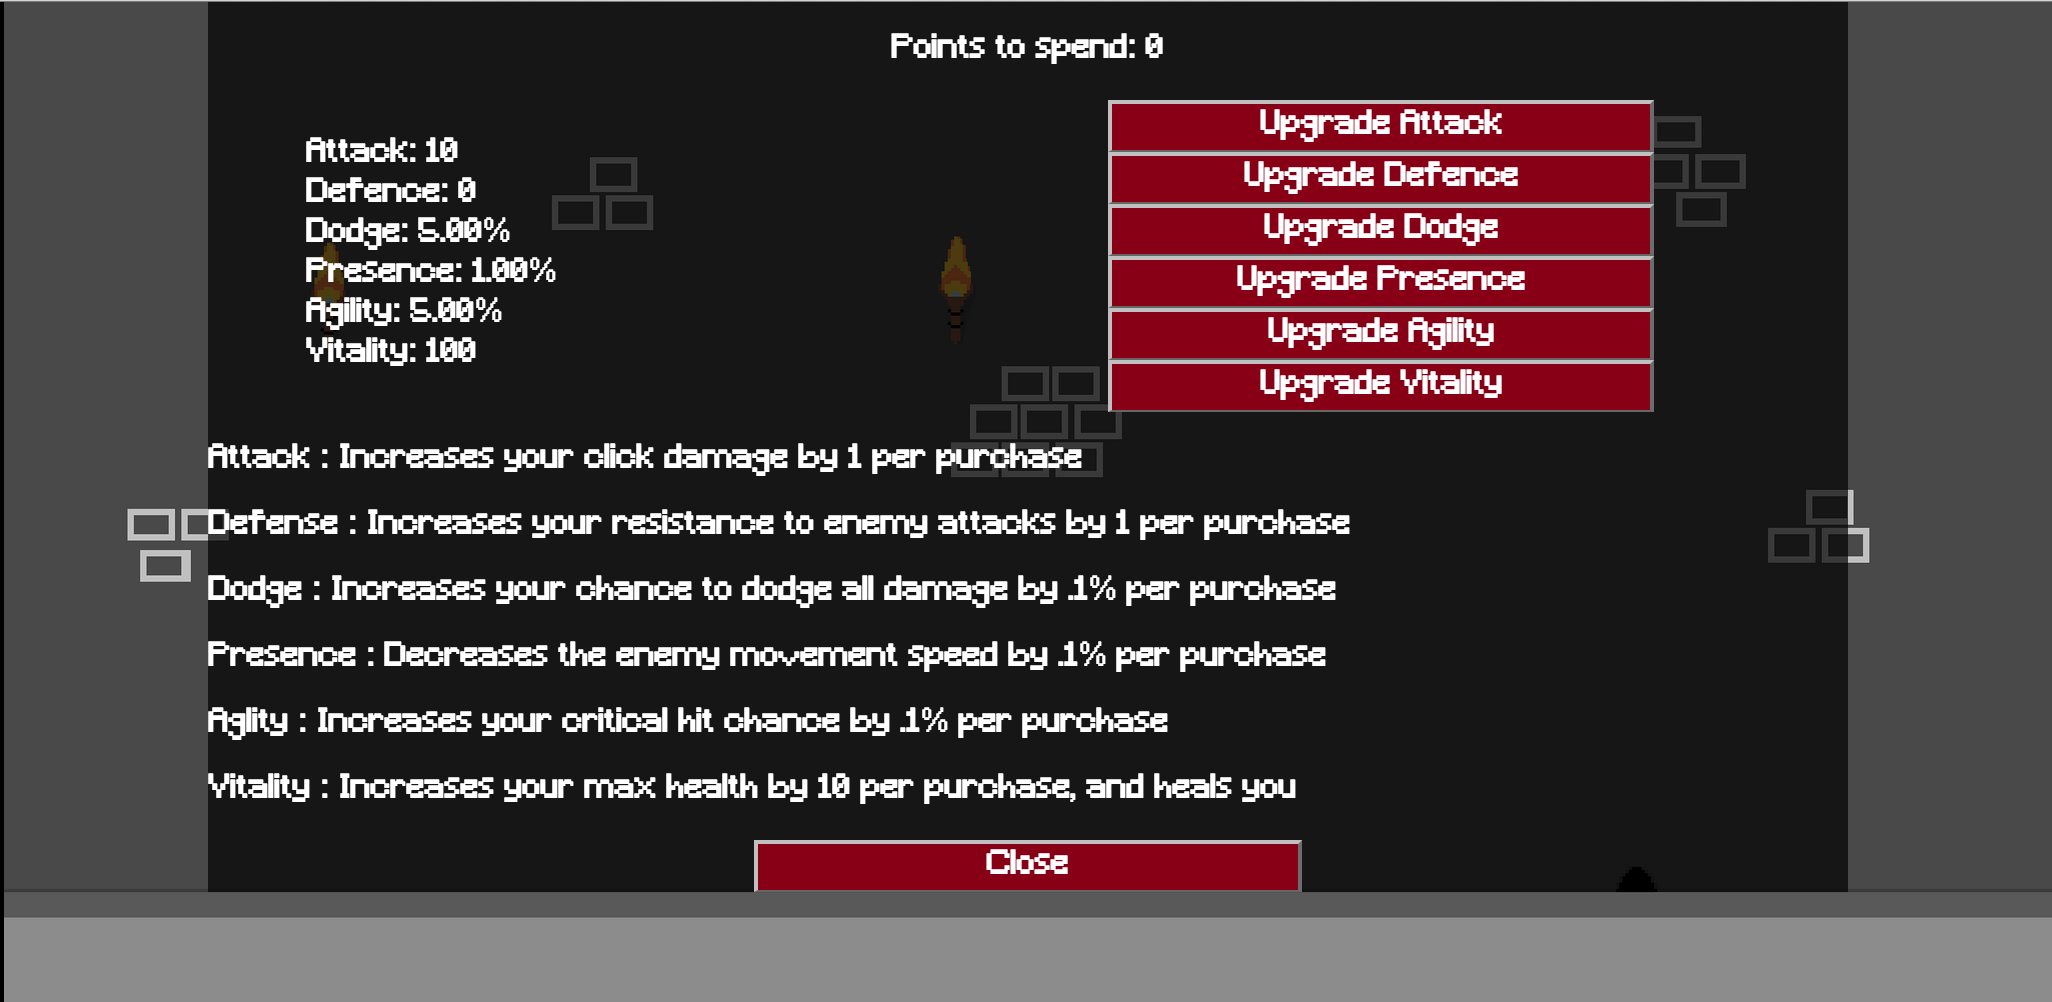 Points to spend: 0
Attack: 10
Defence: 0
Dodge: 5.00%
Presence: 1.00%
Agility: 5.00%
Vitality: 100
Upgrade Attack
Upgrade Defence
Upgrade Dodge
Upgrade Presence
Upgrade Agility
Upgrade Vitality
Attack : Increases your click damage by 1 per purchase
Defense : Increases your resistance to enemy attacks by 1 per purchase
Dodge : Increases your chance to dodge all damage by .1% per purchase
Presence : Decreases the enemy movement speed by .1% per purchase
Aglity : Increases your critical hit chance by .1% per purchase
Vitality : Increases your max health by 10 per purchase, and heals you
Close